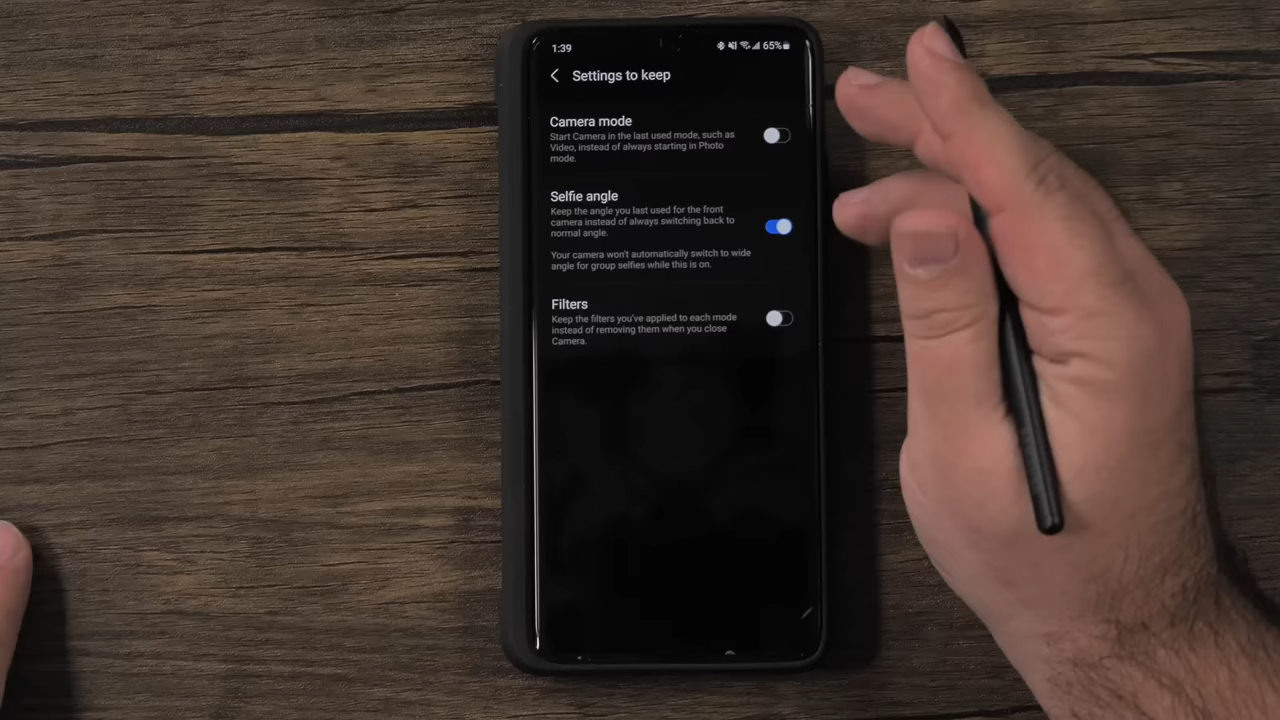 1:39
65%
Settings to keep
Camera mode
Start Camera in the last used mode, such as
Video, instead of always starting in Photo
mode.
Selfie angle
Keep the angle you last used for the front
camera instead of always switching back to
normal angle.
Your camera won't automatically switch to wide
angle for group selfies while this is on.
Filters
Keep the filters you've applied to each mode
instead of removing them when you close
Camera.